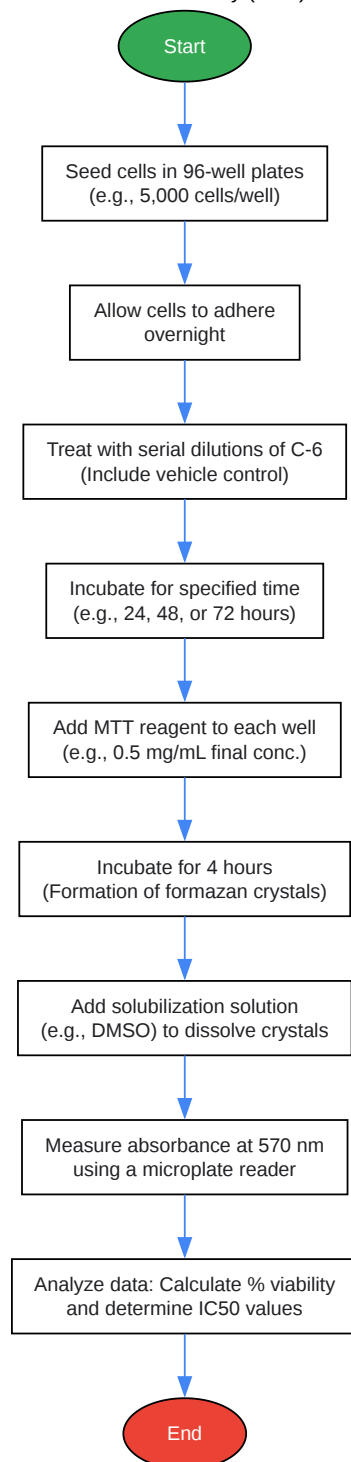 Start
Seed cells in 96-well plates
(e.g., 5,000 cells/well)
Allow cells to adhere
overnight
Treat with serial dilutions of C-6
(Include vehicle control)
Incubate for specified time
(e.g., 24, 48, or 72 hours)
Add MTT reagent to each well
(e.g., 0.5 mg/mL final conc.)
Incubate for 4 hours
(Formation of formazan crystals)
Add solubilization solution
(e.g., DMSO) to dissolve crystals
Measure absorbance at 570 nm
using a microplate reader
Analyze data: Calculate % viability
and determine IC50 values
End